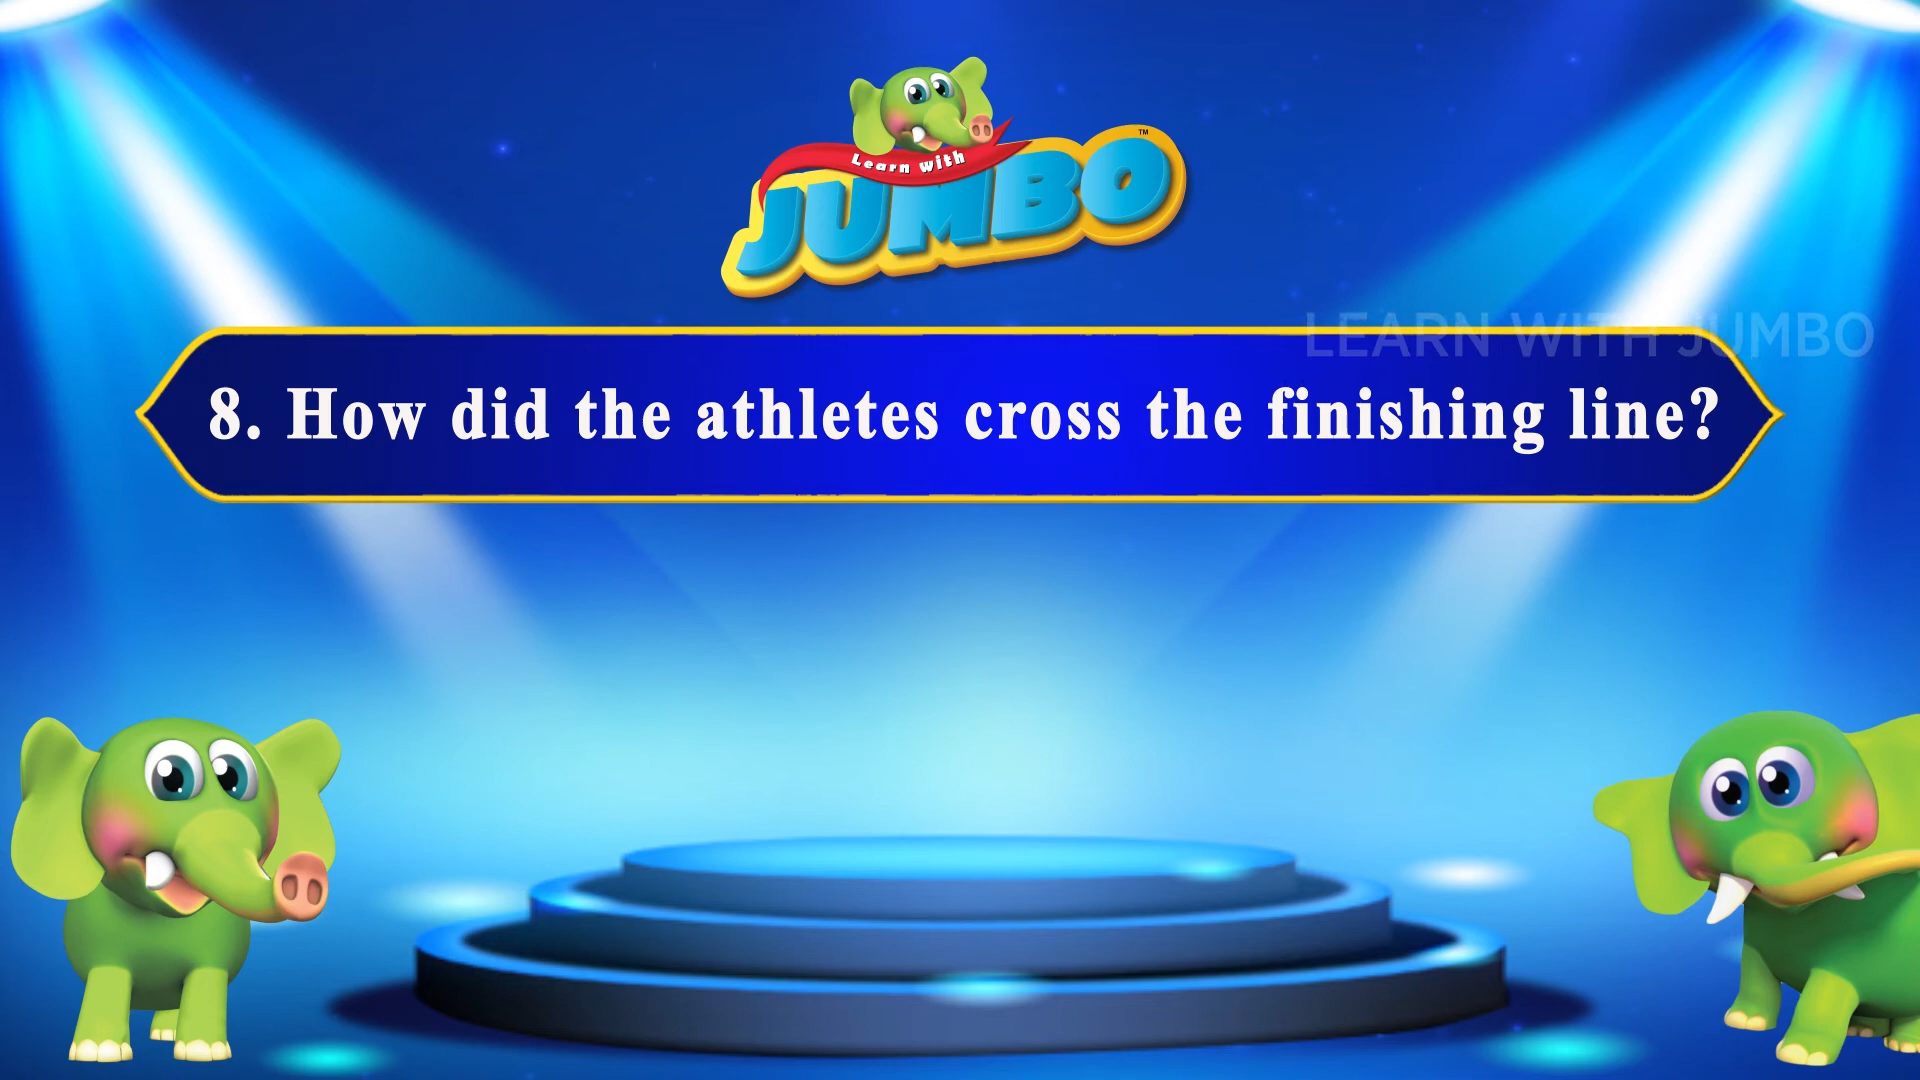 Learn with
JUMBO
TM
LEARN WITH JUMBO
8. How did the athletes cross the finishing line?